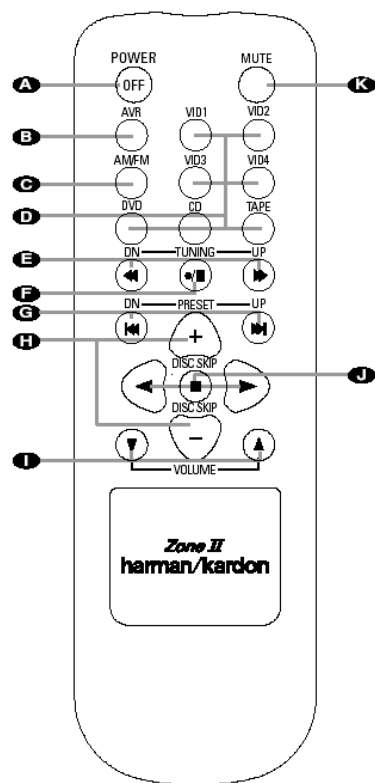 POWER MUTE
A OFF K
AVR VID1 VID2
B
AM/FM VID3 VID4
C
D DVD CD TAPE
E DN TUNING UP
F
G DN PRESET UP
H +
DISC SKIP
J
DISC SKIP
−
I VOLUME
Zone II
harman/kardon